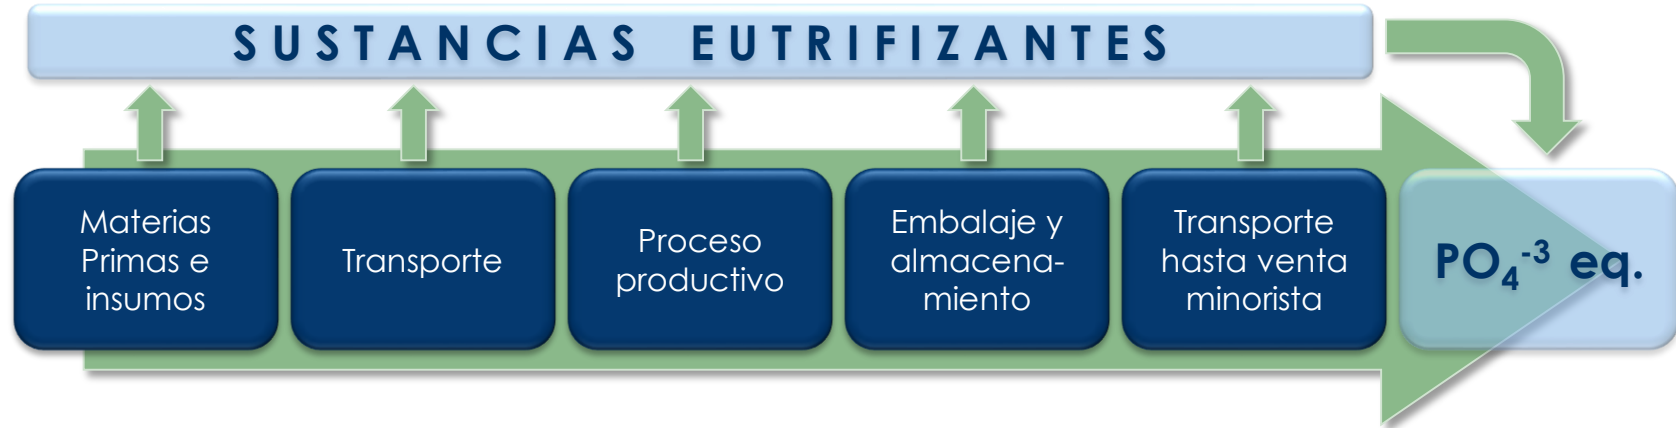 SUSTANCIAS EUTRIFIZANTES
Materias
Primas e
insumos
Transporte
Proceso
productivo
Embalaje y
almacena-
miento
Transporte
hasta venta
minorista
PO₄⁻³ eq.